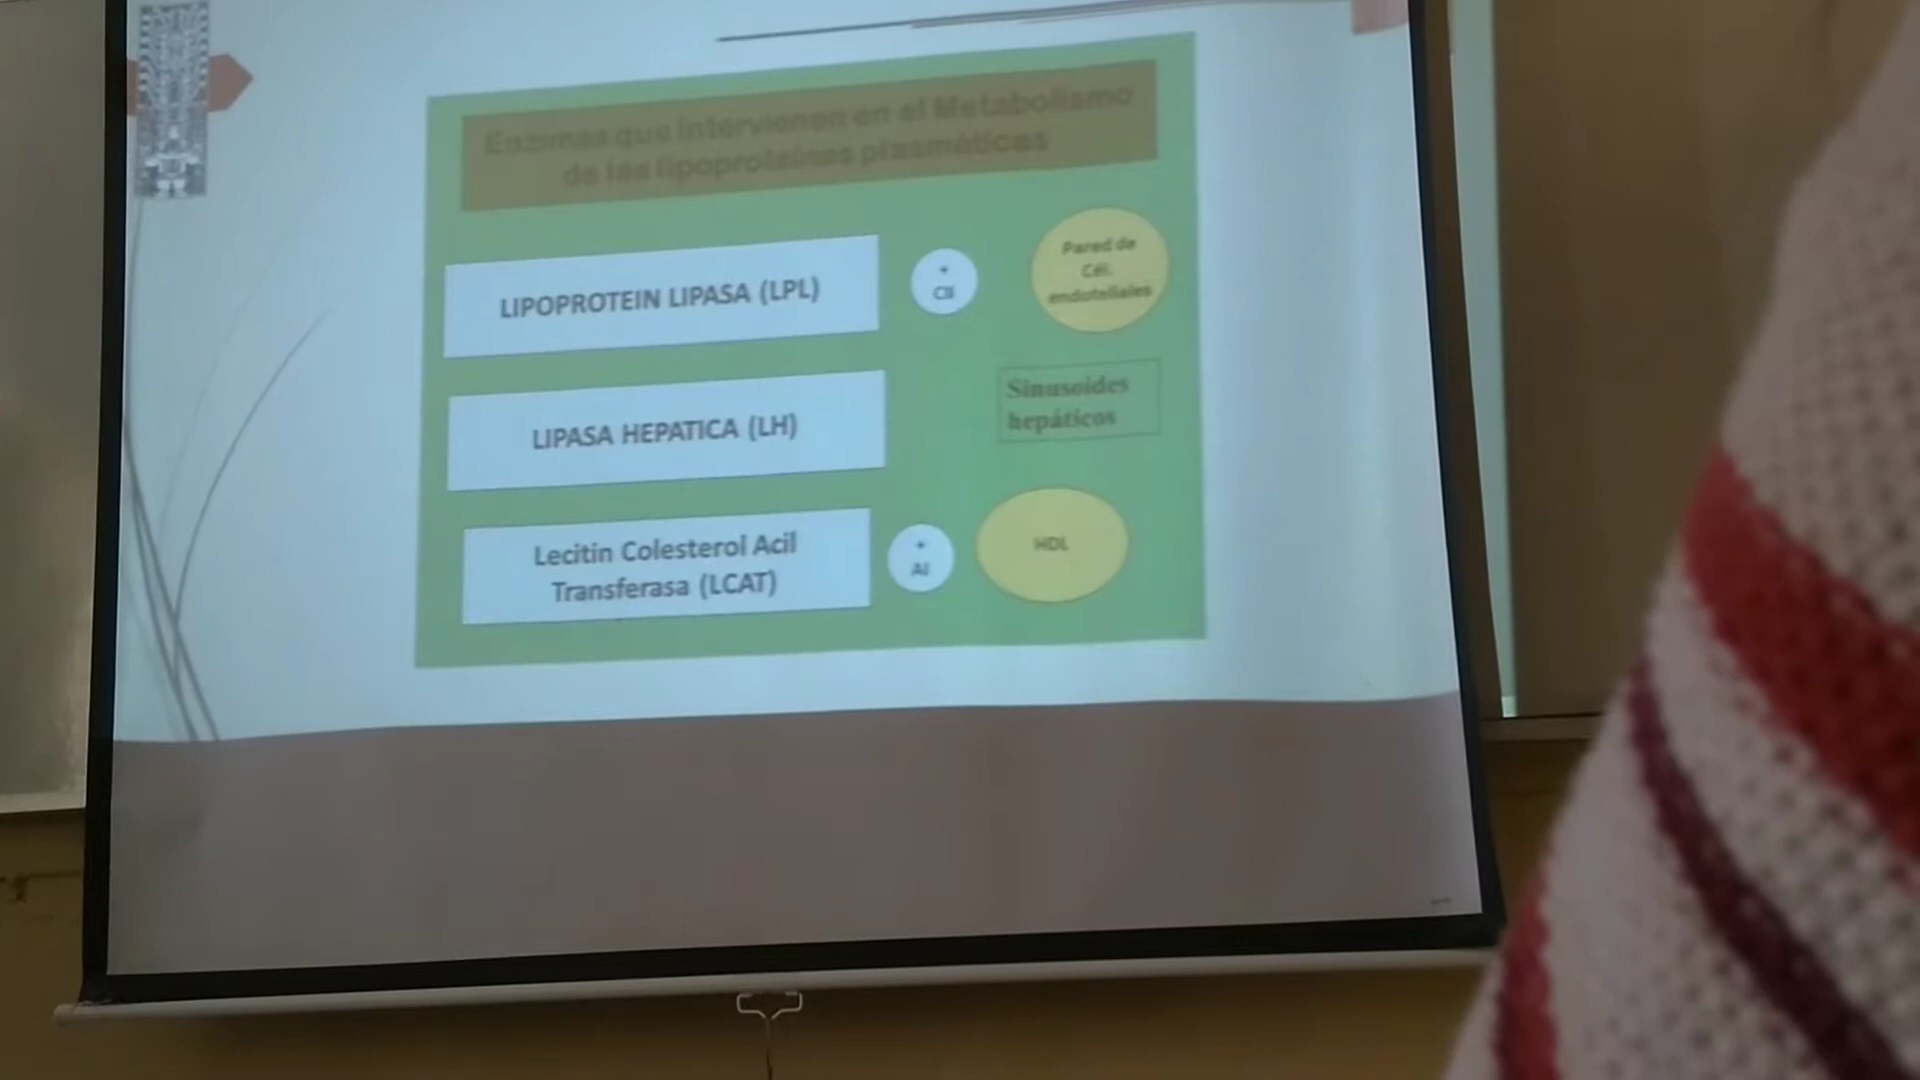 Enzimas que intervienen en el Metabolismo
de las lipoproteinas plasmáticas
LIPOPROTEIN LIPASA (LPL)
+
CII
Pared de
Cél.
endoteliales
LIPASA HEPATICA (LH)
Sinusoides
hepáticos
Lecitin Colesterol Acil
Transferasa (LCAT)
+
AI
HDL